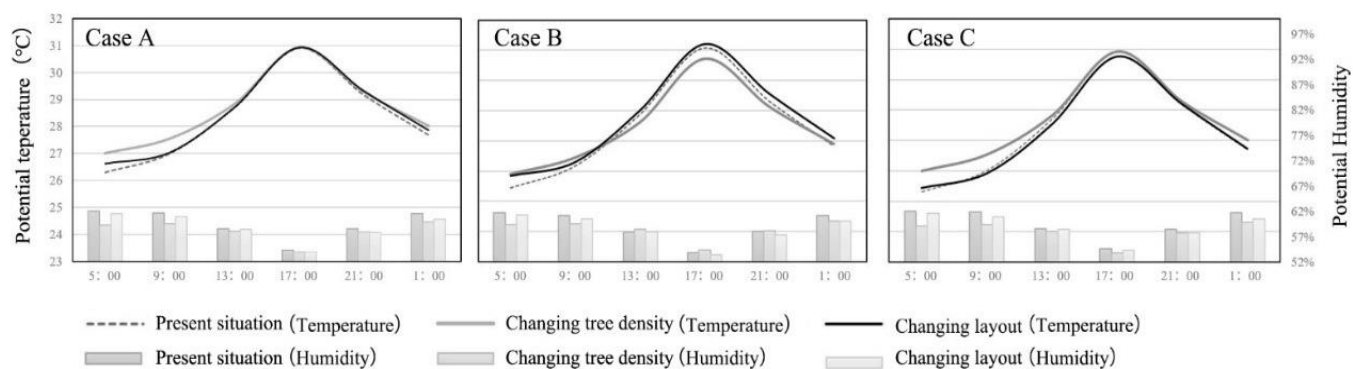 Case A
Case B
Case C
Potential teperature (℃)
32
31
30
29
28
27
26
25
24
23
97%
92%
87%
82%
77%
72%
67%
62%
57%
52%
Potential Humidity
5：00 9：00 13：00 17：00 21：00 1：00
5：00 9：00 13：00 17：00 21：00 1：00
5：00 9：00 13：00 17：00 21：00 1：00
Present situation (Temperature) Changing tree density (Temperature) Changing layout (Temperature)
Present situation (Humidity) Changing tree density (Humidity) Changing layout (Humidity)